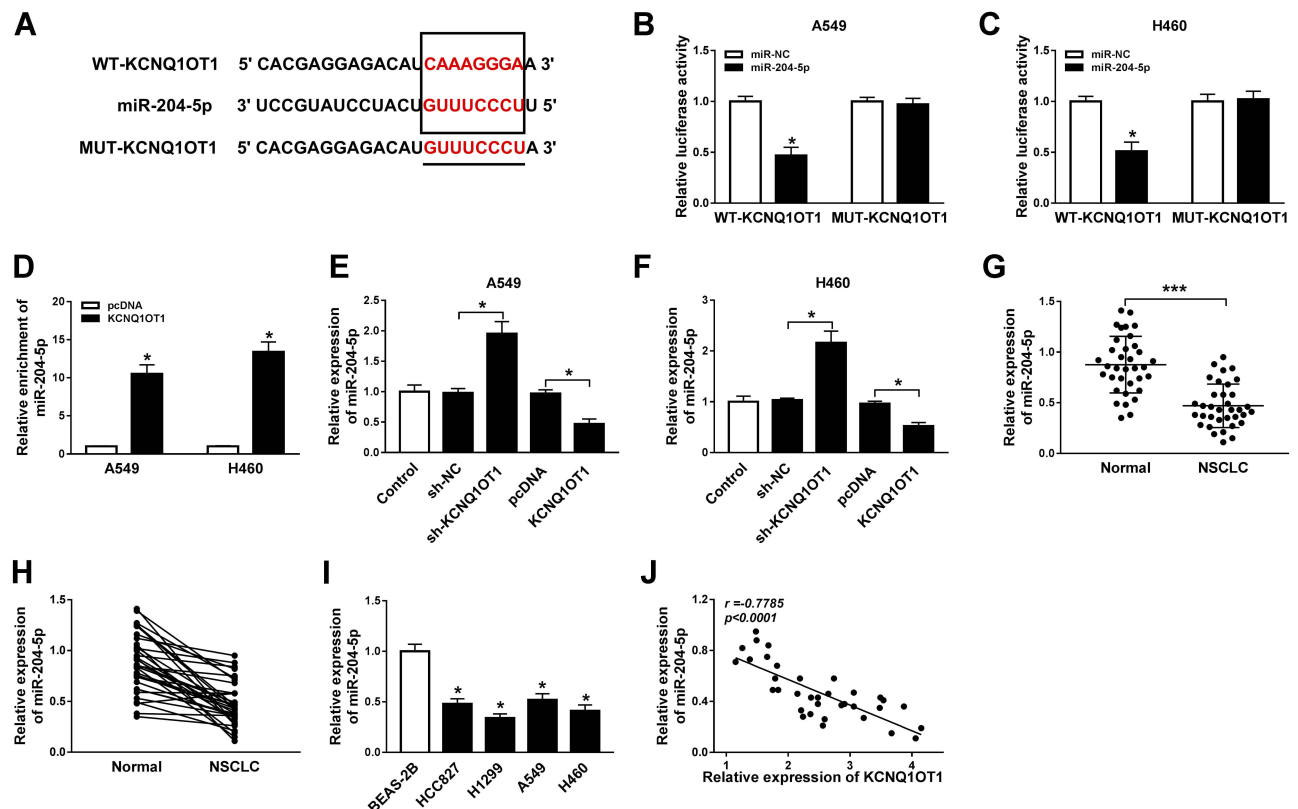 A
WT-KCNQ1OT1 5' CACGAGGAGACAUCAAAGGGAA 3'
miR-204-5p 3' UCCGUAUCCUACUGUUUCCCUU 5'
MUT-KCNQ1OT1 5' CACGAGGAGACAUGUUUCCCUA 3'
B
A549
miR-NC
miR-204-5p
Relative luciferase activity
1.5
1.0
0.5
0.0
*
WT-KCNQ1OT1 MUT-KCNQ1OT1
C
H460
miR-NC
miR-204-5p
Relative luciferase activity
1.5
1.0
0.5
0.0
*
WT-KCNQ1OT1 MUT-KCNQ1OT1
D
pcDNA
KCNQ1OT1
Relative enrichment of
miR-204-5p
20
15
10
5
0
*
*
A549 H460
E
A549
Relative expression
of miR-204-5p
2.5
2.0
1.5
1.0
0.5
0.0
*
*
Control
sh-NC
sh-KCNQ1OT1
pcDNA
KCNQ1OT1
F
H460
Relative expression
of miR-204-5p
3
2
1
0
*
*
Control
sh-NC
sh-KCNQ1OT1
pcDNA
KCNQ1OT1
G
Relative expression
of miR-204-5p
1.5
1.0
0.5
0.0
***
Normal NSCLC
H
Relative expression
of miR-204-5p
1.5
1.0
0.5
0.0
Normal NSCLC
I
Relative expression
of miR-204-5p
1.5
1.0
0.5
0.0
*
*
*
*
BEAS-2B
HCC827
H1299
A549
H460
J
r =-0.7785
p<0.0001
Relative expression
of miR-204-5p
1.2
0.8
0.4
0.0
1 2 3 4
Relative expression of KCNQ1OT1